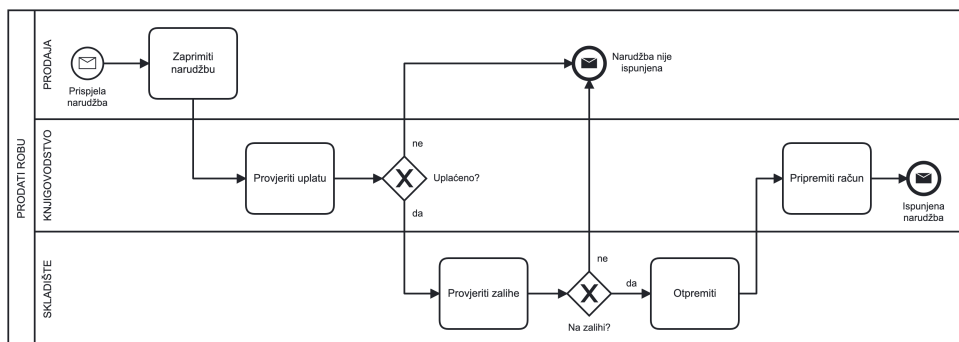 PRODATI ROBU
PRODAJA
Prispjela
narudžba
Zaprimiti
narudžbu
Narudžba nije
ispunjena
KNJIGOVODSTVO
Provjeriti uplatu
ne
Uplaćeno?
da
Pripremiti račun
Ispunjena
narudžba
SKLADIŠTE
Provjeriti zalihe
ne
da
Na zalihi?
Otpremiti